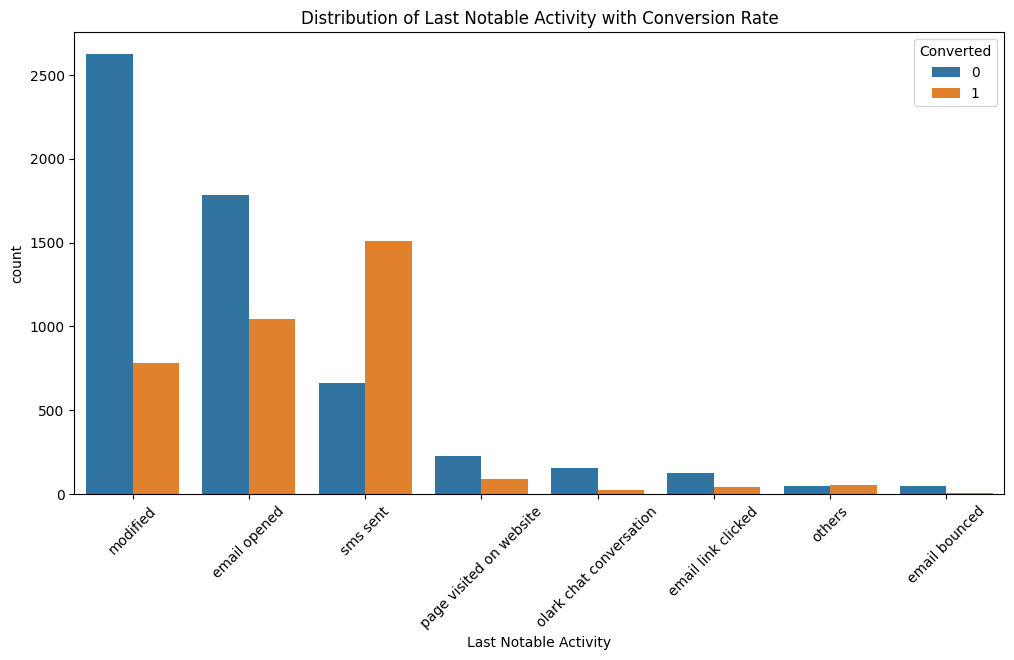 Distribution of Last Notable Activity with Conversion Rate
Converted
0
1
count
2500
2000
1500
1000
500
0
modified
email opened
sms sent
page visited on website
olark chat conversation
email link clicked
others
email bounced
Last Notable Activity